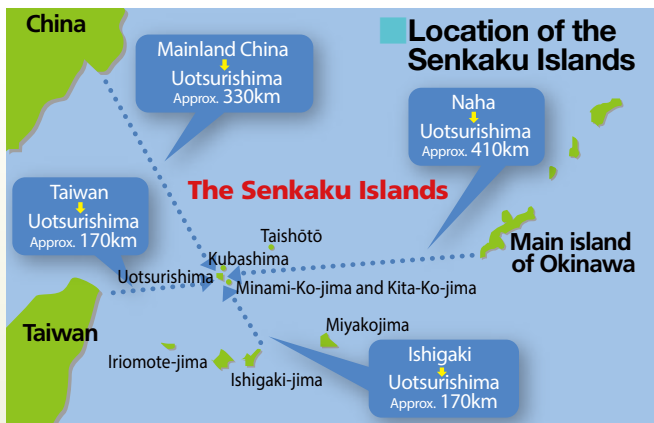 China
Location of the
Senkaku Islands
Mainland China
Uotsurishima
Approx. 330km
Naha
Uotsurishima
Approx. 410km
The Senkaku Islands
Taiwan
Uotsurishima
Approx. 170km
Taishōtō
Kubashima
Uotsurishima
Minami-Ko-jima and Kita-Ko-jima
Main island
of Okinawa
Taiwan
Miyakojima
Iriomote-jima
Ishigaki-jima
Ishigaki
Uotsurishima
Approx. 170km